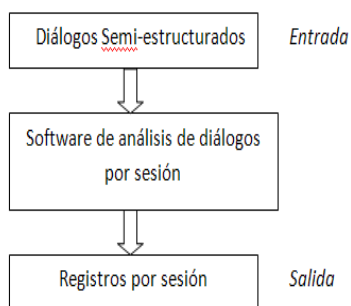 Diálogos Semi-estructurados
Entrada
Software de análisis de diálogos
por sesión
Registros por sesión
Salida